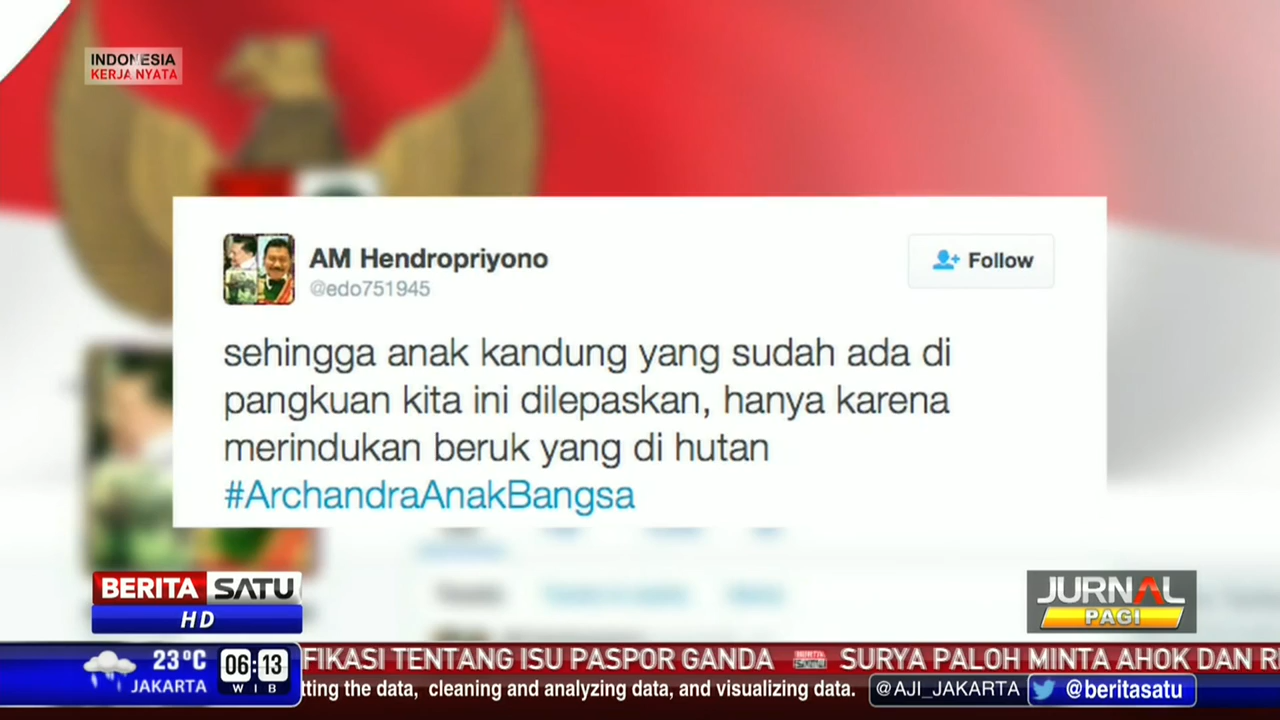 INDONESIA
KERJA NYATA
AM Hendropriyono
@edo751945
Follow
sehingga anak kandung yang sudah ada di
pangkuan kita ini dilepaskan, hanya karena
merindukan beruk yang di hutan
#ArchandraAnakBangsa
BERITA SATU
HD
JURNAL
PAGI
23°C
JAKARTA
06:13
WIB
FIKASI TENTANG ISU PASPOR GANDA
SURYA PALOH MINTA AHOK DAN
tting the data, cleaning and analyzing data, and visualizing data.
@AJI_JAKARTA
@beritasatu